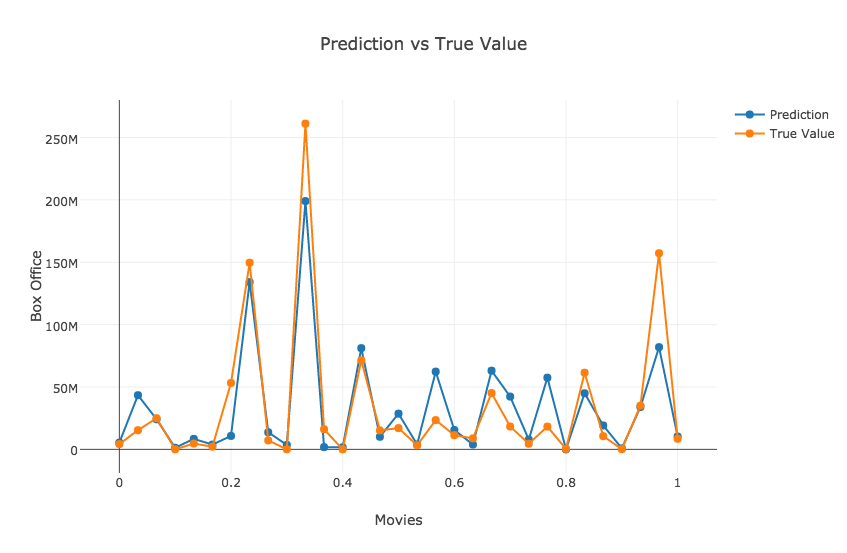 Prediction vs True Value
Prediction
True Value
250M
200M
150M
100M
50M
0
Box Office
0
0.2
0.4
0.6
0.8
1
Movies